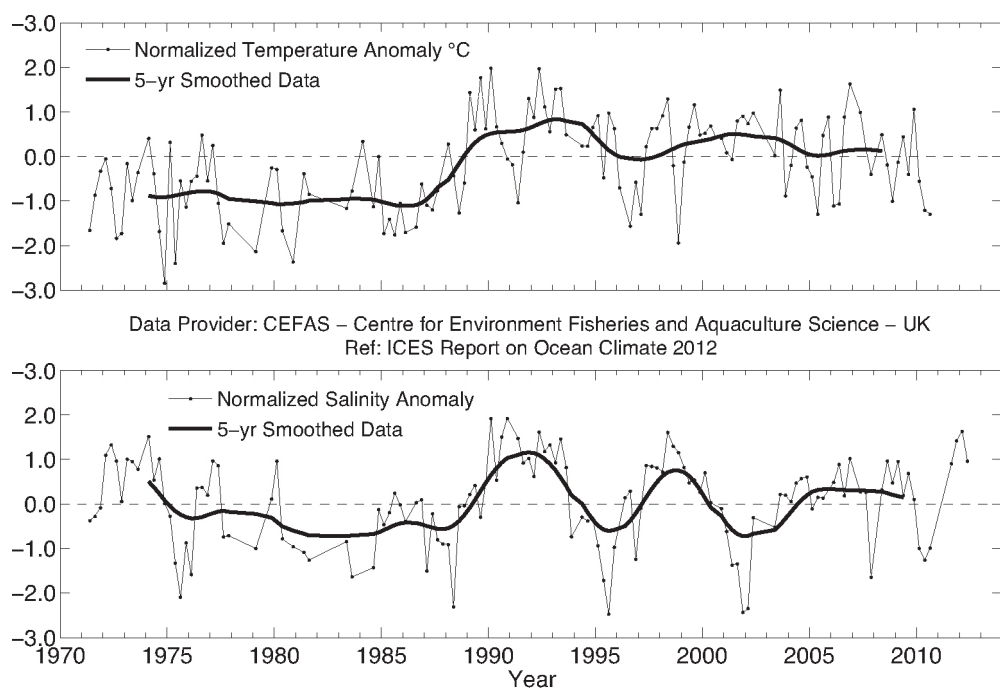 −3.0
Normalized Temperature Anomaly °C
2.0
5−yr Smoothed Data
1.0
0.0
−1.0
−2.0
−3.0
Data Provider: CEFAS − Centre for Environment Fisheries and Aquaculture Science − UK
Ref: ICES Report on Ocean Climate 2012
−3.0
Normalized Salinity Anomaly
2.0
5−yr Smoothed Data
1.0
0.0
−1.0
−2.0
−3.0
1970 1975 1980 1985 1990 1995 2000 2005 2010
Year